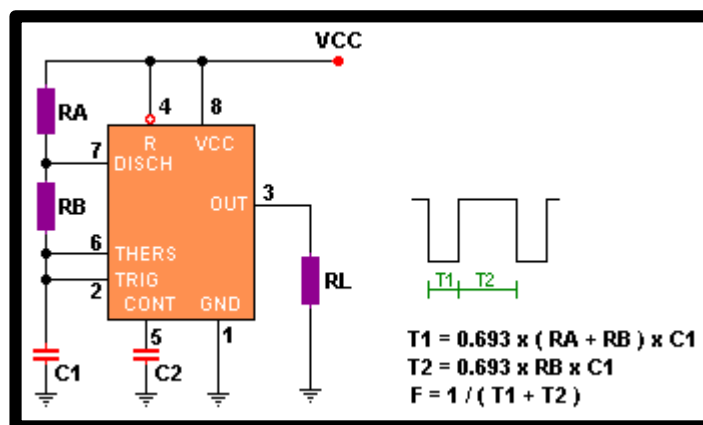 VCC
RA
4
8
R
VCC
7
DISCH
RB
OUT
3
6
THERS
TRIG
2
CONT
GND
RL
5
1
C1
C2
T1
T2
T1 = 0.693 x ( RA + RB ) x C1
T2 = 0.693 x RB x C1
F = 1 / ( T1 + T2 )